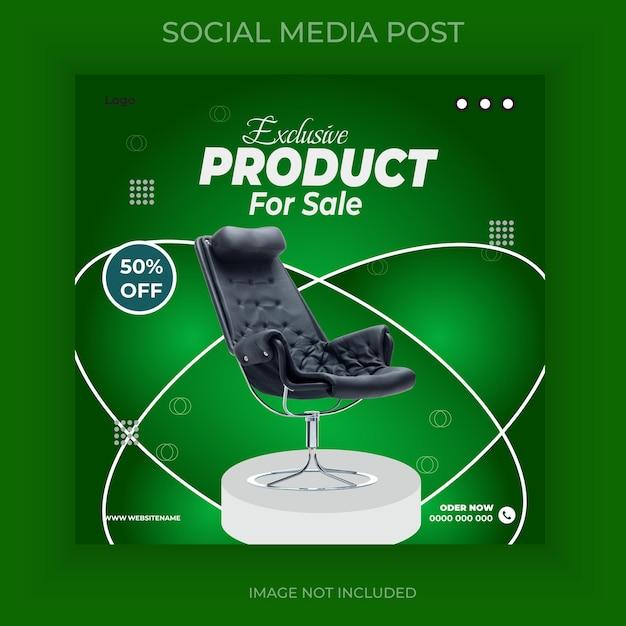 SOCIAL MEDIA POST
Logo
Exclusive
PRODUCT
For Sale
50%
OFF
WWW.WEBSITENAME
ODER NOW
0000 000 000
IMAGE NOT INCLUDED